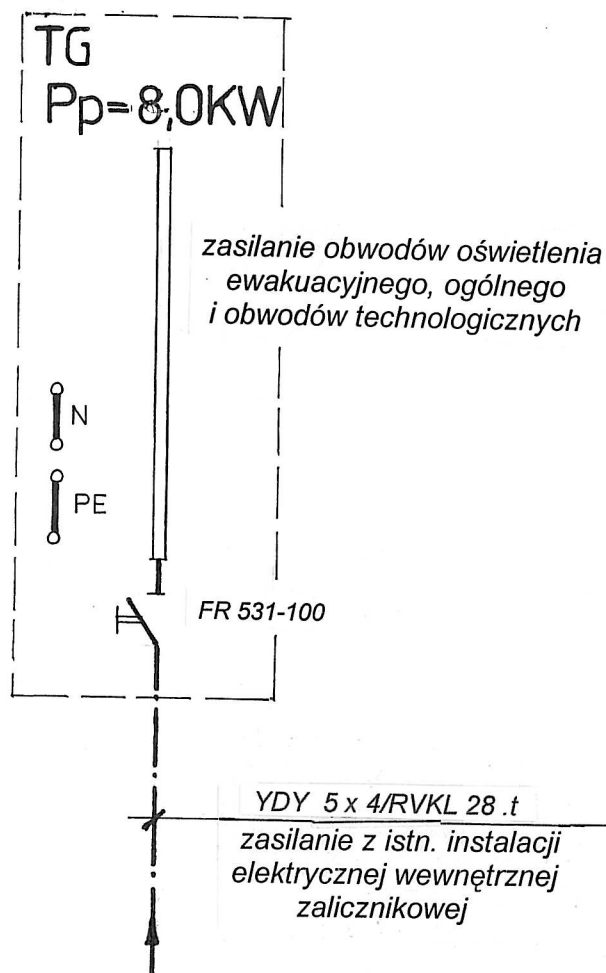 TG
Pp=8,0KW
zasilanie obwodów oświetlenia
ewakuacyjnego, ogólnego
i obwodów technologicznych
N
PE
FR 531-100
YDY 5 x 4/RVKL 28 .t
zasilanie z istn. instalacji
elektrycznej wewnętrznej
zalicznikowej